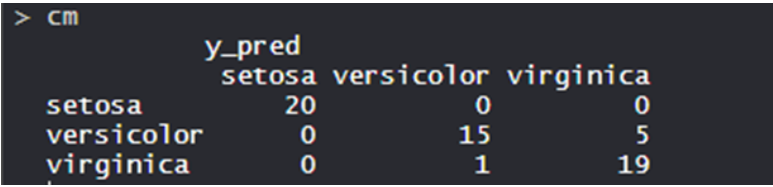 > cm
y_pred
setosa versicolor virginica
setosa 20 0 0
versicolor 0 15 5
virginica 0 1 19